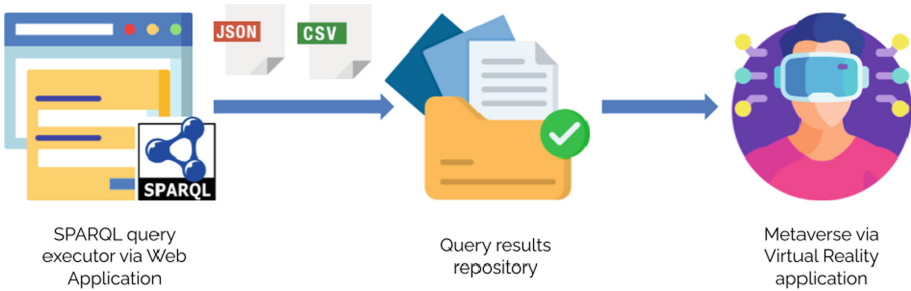 JSON
CSV
SPARQL
SPARQL query
executor via Web
Application
Query results
repository
Metaverse via
Virtual Reality
application